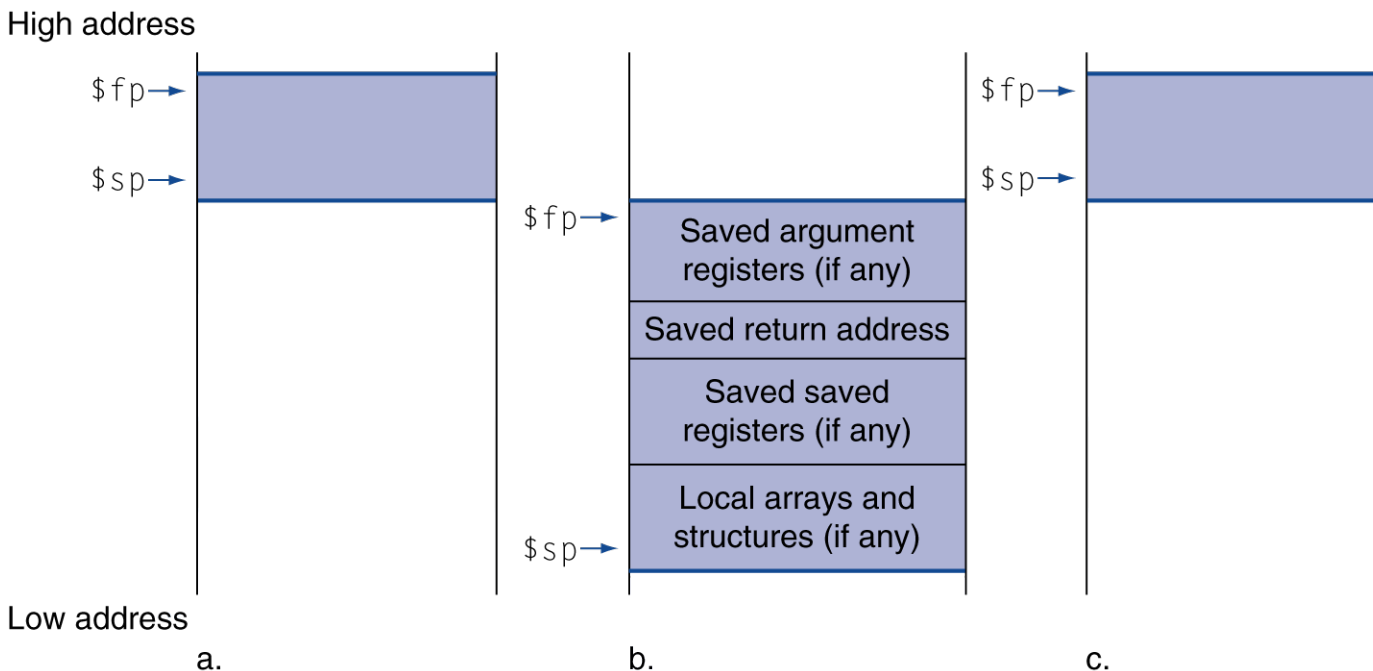 High address
$fp
$sp
$fp
$sp
$fp
Saved argument
registers (if any)
Saved return address
Saved saved
registers (if any)
Local arrays and
structures (if any)
$sp
Low address
a.
b.
c.